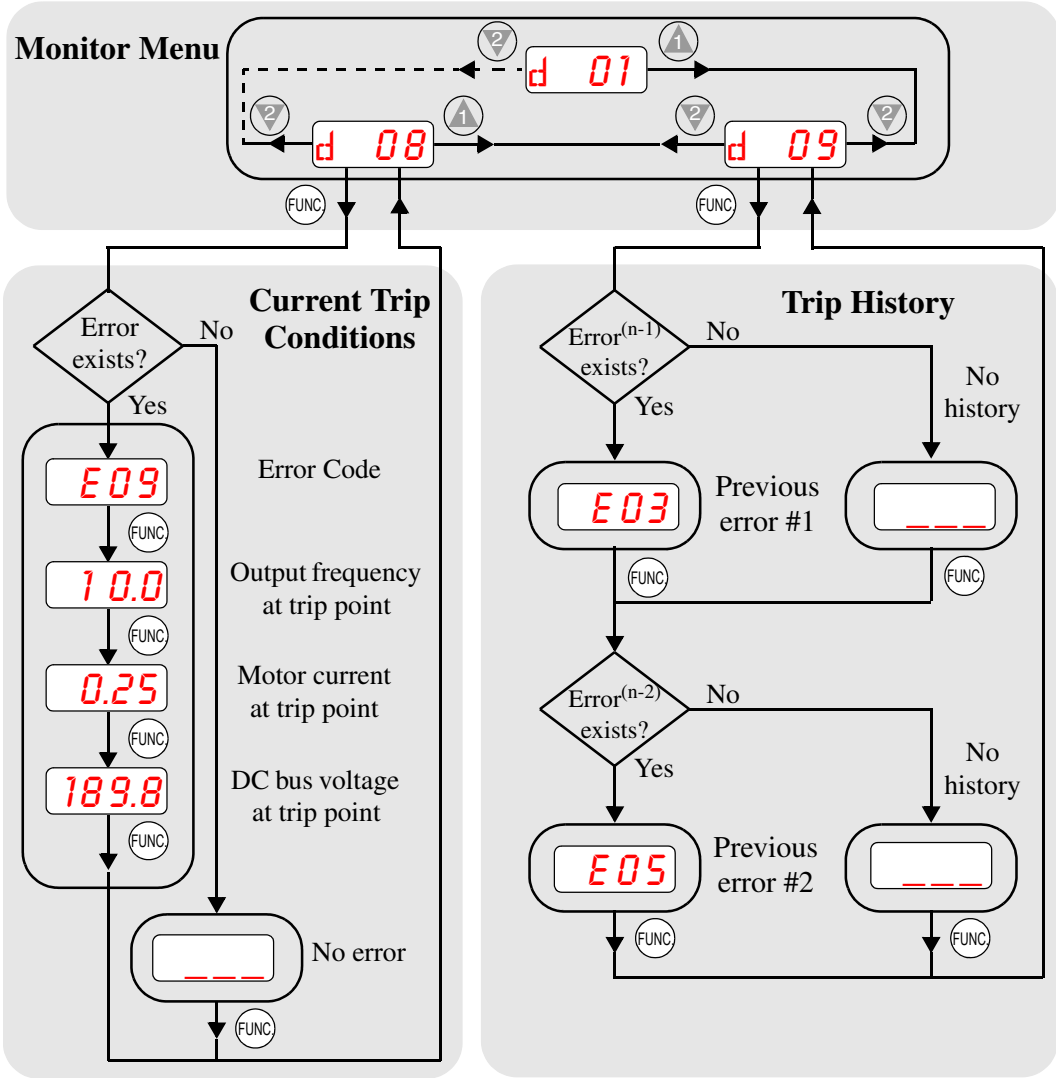 Monitor Menu
2
1
d 01
2
1
2
2
d 08
d 09
FUNC.
FUNC.
Current Trip
Conditions
Error
exists?
No
Yes
E09
Error Code
FUNC.
10.0
Output frequency
at trip point
FUNC.
0.25
Motor current
at trip point
FUNC.
189.8
DC bus voltage
at trip point
FUNC.
_ _ _
No error
FUNC.
Trip History
Error(n-1)
exists?
No
Yes
No
history
E03
Previous
error #1
_ _ _
FUNC.
FUNC.
Error(n-2)
exists?
No
Yes
No
history
E05
Previous
error #2
_ _ _
FUNC.
FUNC.